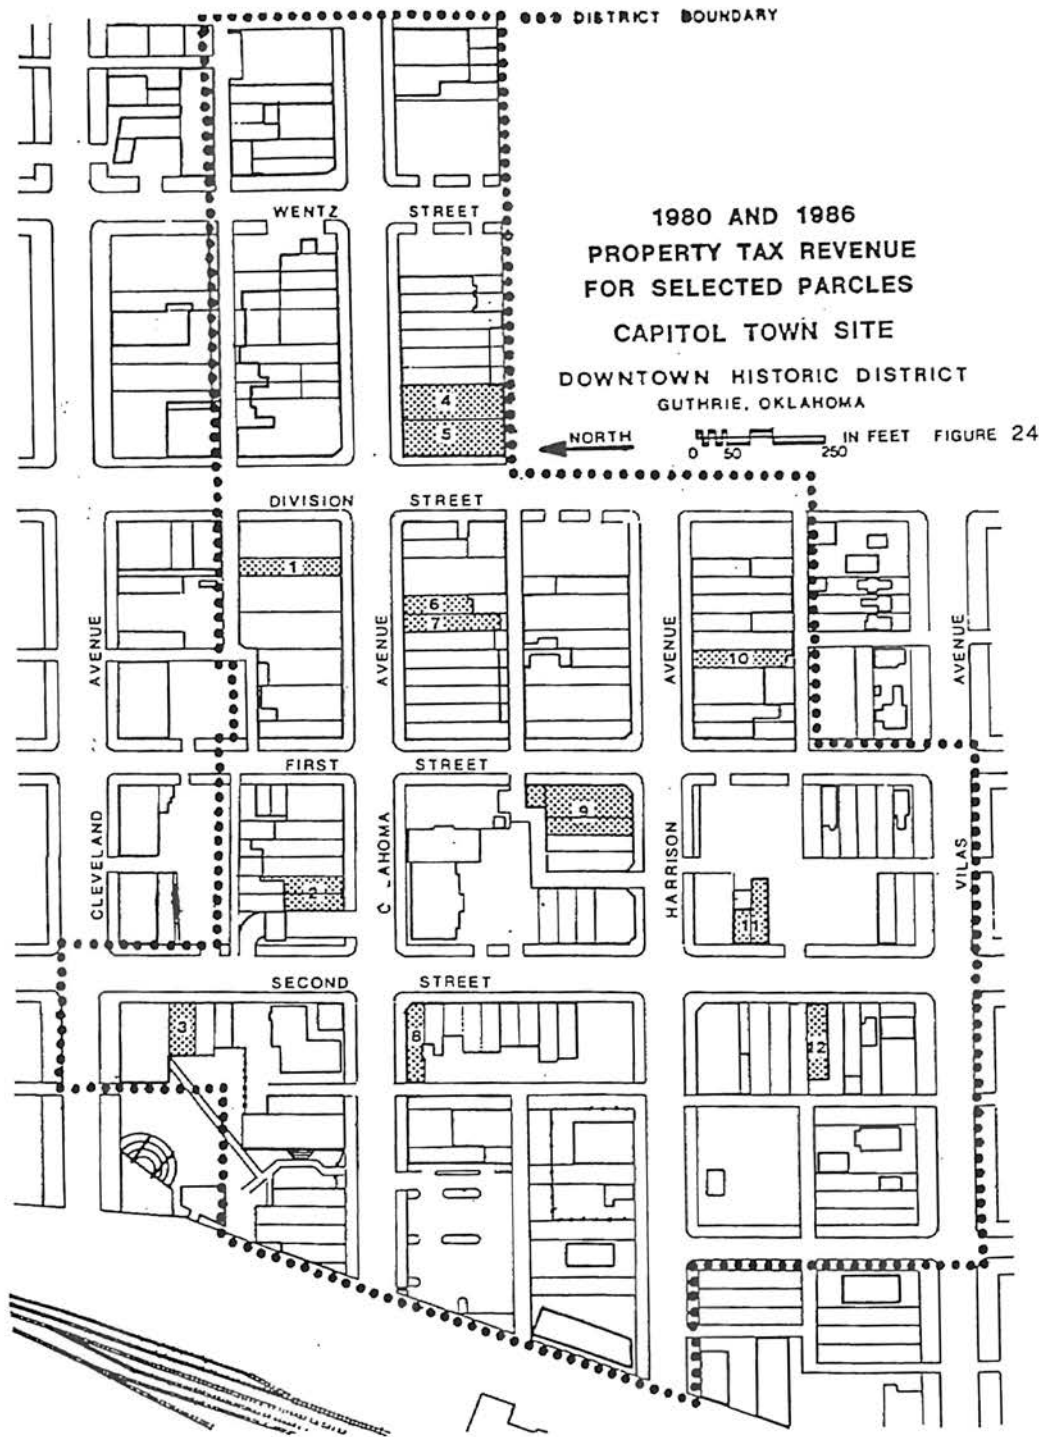 DISTRICT BOUNDARY
WENTZ STREET
1980 AND 1986
PROPERTY TAX REVENUE
FOR SELECTED PARCLES
CAPITOL TOWN SITE
DOWNTOWN HISTORIC DISTRICT
GUTHRIE, OKLAHOMA
NORTH
0 50 250
IN FEET FIGURE 24
4
5
DIVISION STREET
1
6
7
10
AVENUE
AVENUE
AVENUE
AVENUE
FIRST STREET
9
2
11
CLEVELAND
C LAHOMA
HARRISON
VILAS
SECOND STREET
3
8
12